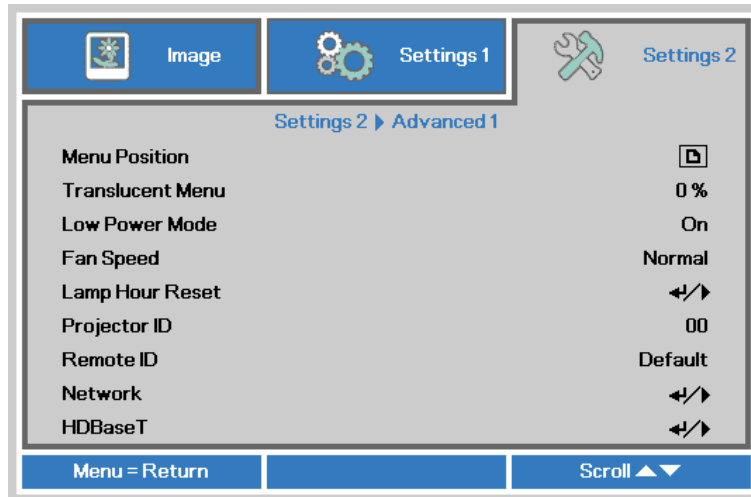 Image Settings 1 Settings 2
Settings 2 Advanced 1
Menu Position
Translucent Menu 0 %
Low Power Mode On
Fan Speed Normal
Lamp Hour Reset
Projector ID 00
Remote ID Default
Network
HDBaseT
Menu = Return Scroll